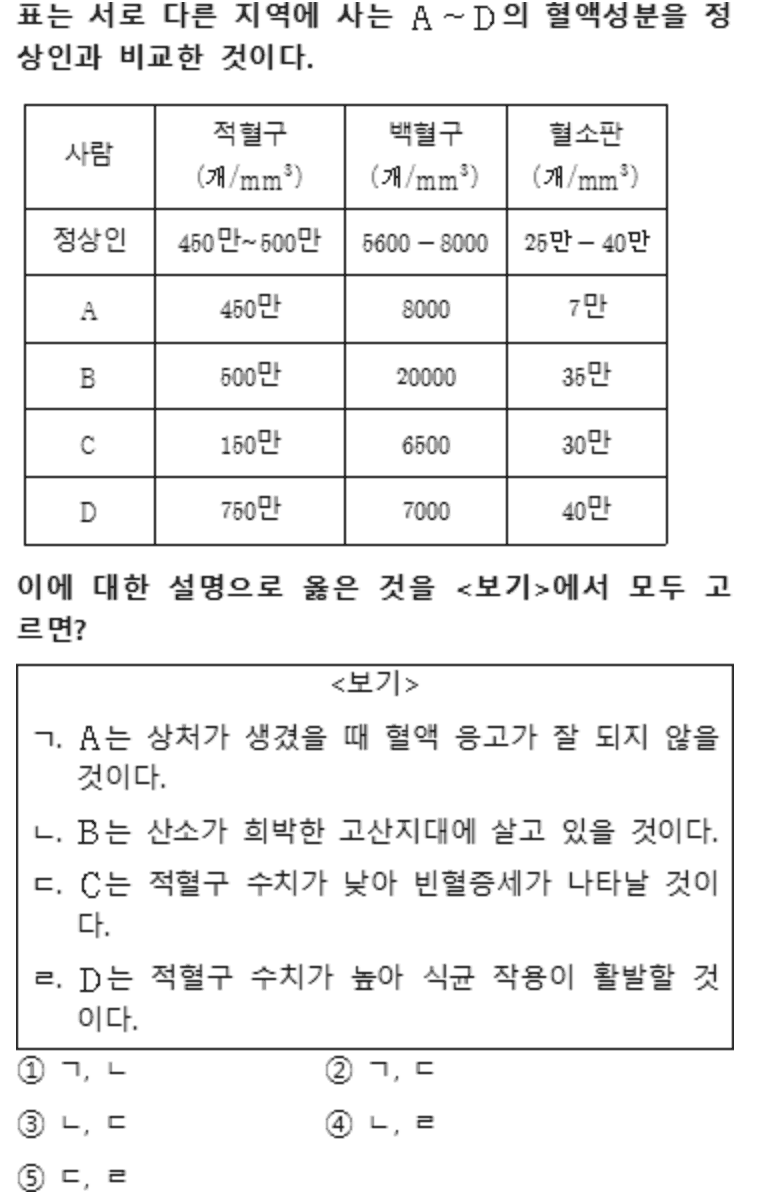 표는 서로 다른 지역에 사는 A ~ D의 혈액성분을 정
상인과 비교한 것이다.
사람 적혈구 (개/mm³) 백혈구 (개/mm³) 혈소판 (개/mm³)
정상인 450만~500만 5600 - 8000 25만 - 40만
A 450만 8000 7만
B 500만 20000 35만
C 150만 6500 30만
D 750만 7000 40만
이에 대한 설명으로 옳은 것을 <보기>에서 모두 고
르면?
<보기>
ㄱ. A는 상처가 생겼을 때 혈액 응고가 잘 되지 않을
것이다.
ㄴ. B는 산소가 희박한 고산지대에 살고 있을 것이다.
ㄷ. C는 적혈구 수치가 낮아 빈혈증세가 나타날 것이
다.
ㄹ. D는 적혈구 수치가 높아 식균 작용이 활발할 것
이다.
① ㄱ, ㄴ ② ㄱ, ㄷ
③ ㄴ, ㄷ ④ ㄴ, ㄹ
⑤ ㄷ, ㄹ